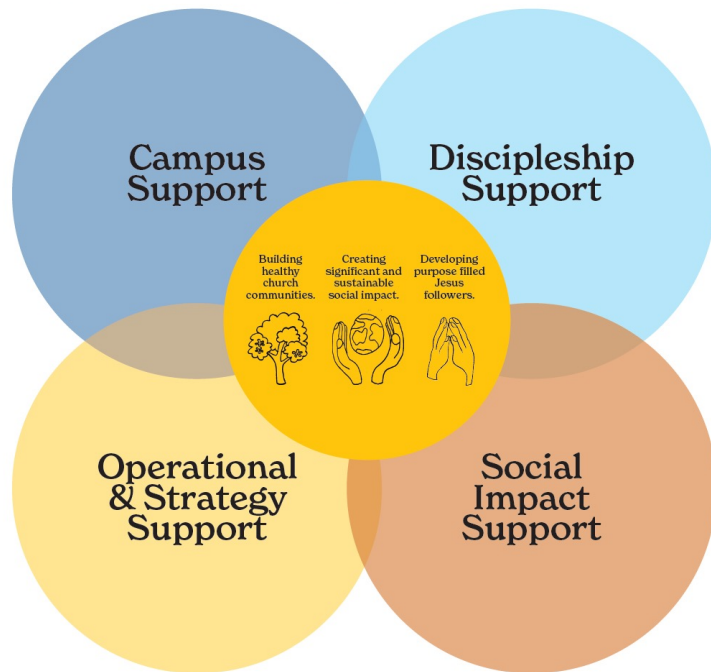 Campus
Support
Discipleship
Support
Building
healthy
church
communities.
Creating
significant and
sustainable
social impact.
Developing
purpose filled
Jesus
followers.
Operational
& Strategy
Support
Social
Impact
Support